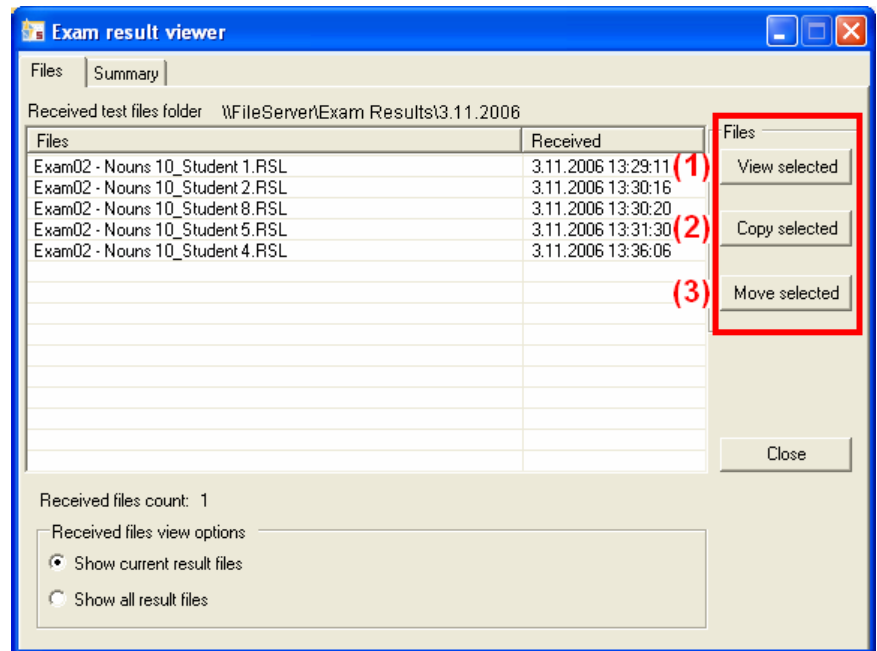 Exam result viewer
Files Summary
Received test files folder \\FileServer\Exam Results\3.11.2006
Files Received
Exam02 - Nouns 10_Student 1.RSL 3.11.2006 13:29:11
Exam02 - Nouns 10_Student 2.RSL 3.11.2006 13:30:16
Exam02 - Nouns 10_Student 8.RSL 3.11.2006 13:30:20
Exam02 - Nouns 10_Student 5.RSL 3.11.2006 13:31:30
Exam02 - Nouns 10_Student 4.RSL 3.11.2006 13:36:06
Files
(1) View selected
(2) Copy selected
(3) Move selected
Close
Received files count: 1
Received files view options
Show current result files
Show all result files